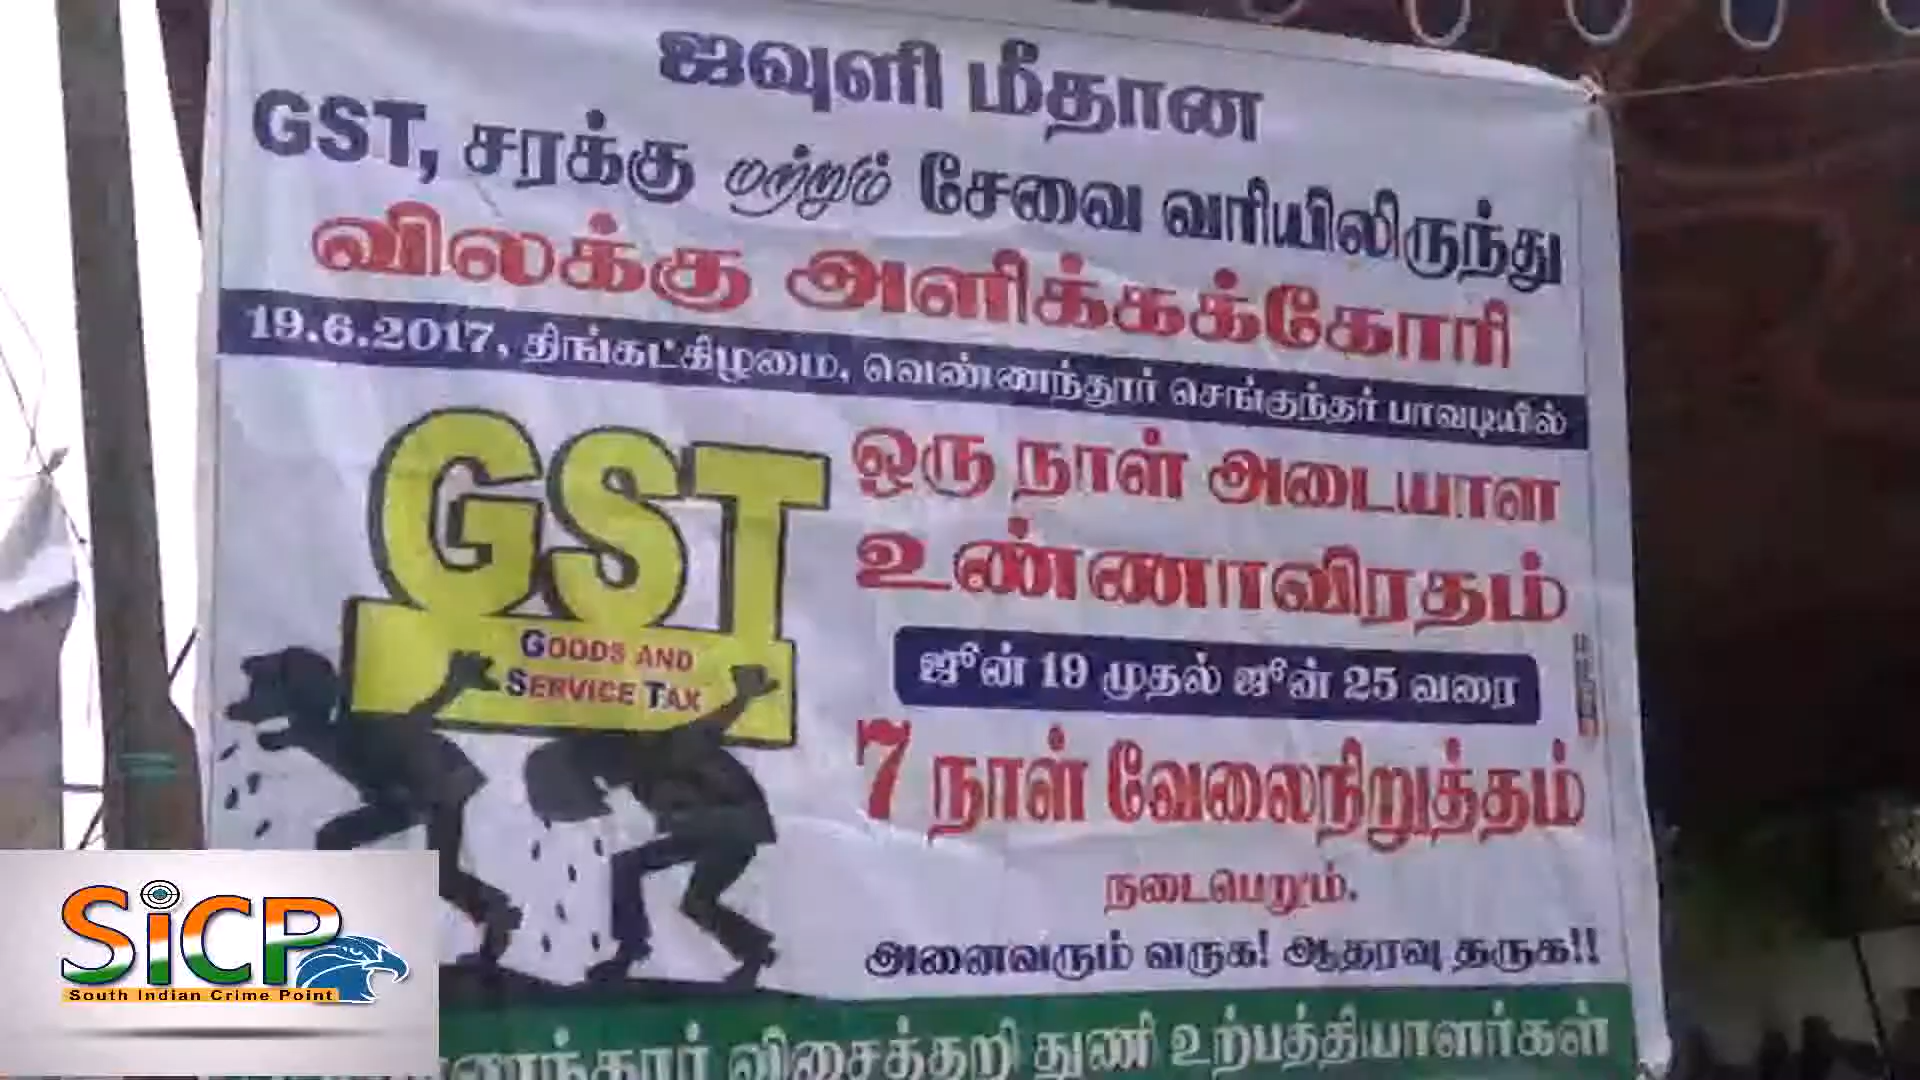 ஜவுளி மீதான
GST, சரக்கு மற்றும் சேவை வரியிலிருந்து
விலக்கு அளிக்கக்கோரி
19.6.2017, திங்கட்கிழமை, வெண்ணந்தூர் செங்குந்தர் பாவடியில்
GST
GOODS AND
SERVICE TAX
ஒரு நாள் அடையாள
உண்ணாவிரதம்
ஜூன் 19 முதல் ஜூன் 25 வரை
7 நாள் வேலைநிறுத்தம்
நடைபெறும்.
அனைவரும் வருக! ஆதரவு தருக!!
விசைத்தறி துணி உற்பத்தியாளர்கள்
SiCP
South Indian Crime Point